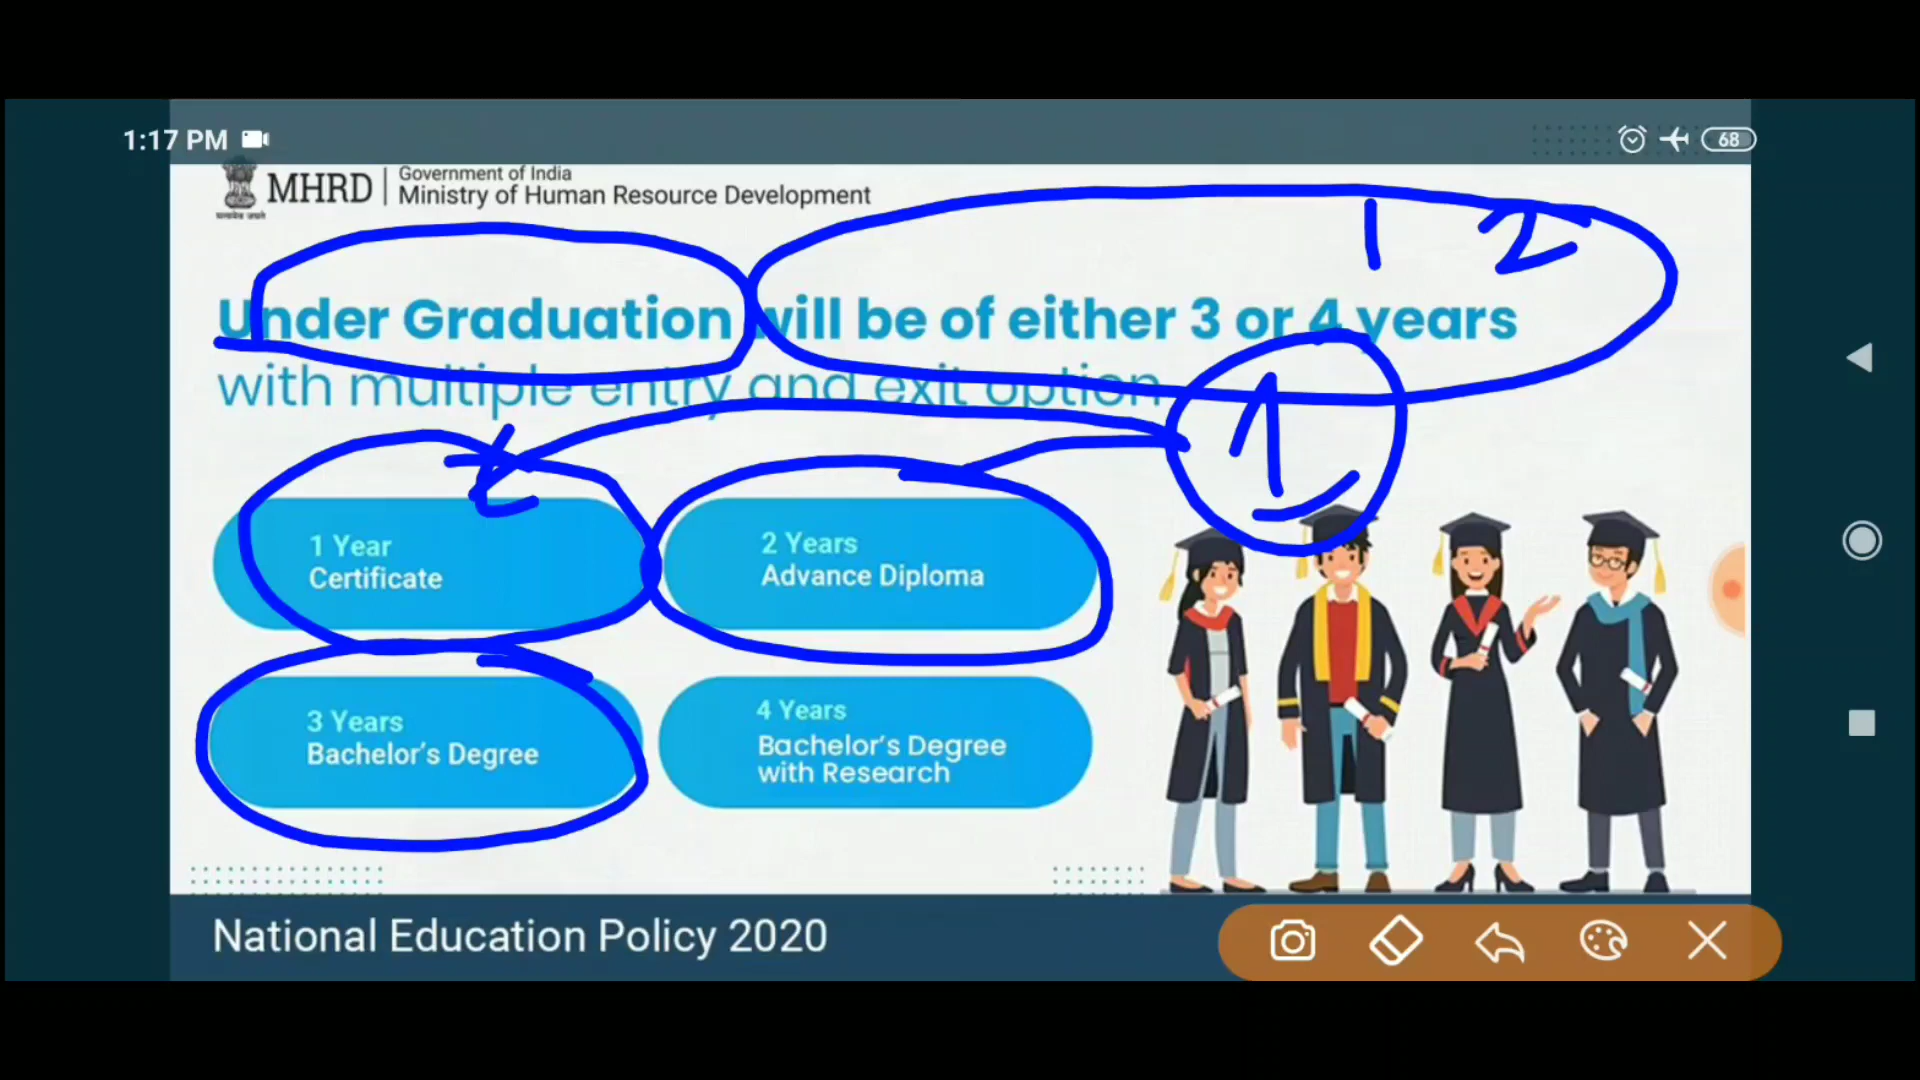 1:17 PM
68
MHRD
Government of India
Ministry of Human Resource Development
1 2
Under Graduation will be of either 3 or 4 years
with multiple entry and exit option
1
1 Year
Certificate
2 Years
Advance Diploma
3 Years
Bachelor's Degree
4 Years
Bachelor's Degree
with Research
National Education Policy 2020